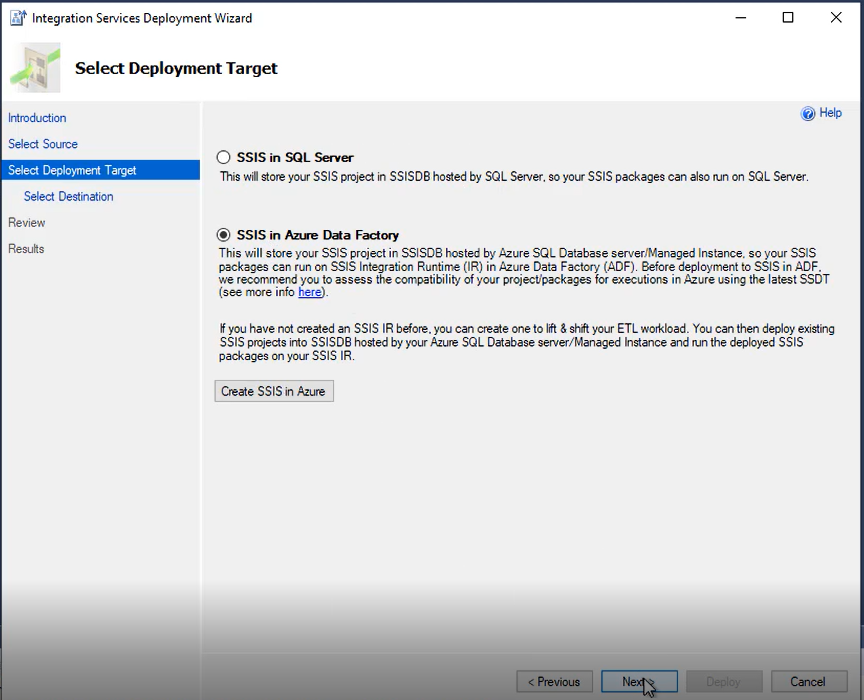 Integration Services Deployment Wizard
Select Deployment Target
Introduction
Select Source
Select Deployment Target
Select Destination
Review
Results
Help
SSIS in SQL Server
This will store your SSIS project in SSISDB hosted by SQL Server, so your SSIS packages can also run on SQL Server.
SSIS in Azure Data Factory
This will store your SSIS project in SSISDB hosted by Azure SQL Database server/Managed Instance, so your SSIS
packages can run on SSIS Integration Runtime (IR) in Azure Data Factory (ADF). Before deployment to SSIS in ADF,
we recommend you to assess the compatibility of your project/packages for executions in Azure using the latest SSDT
(see more info here).
If you have not created an SSIS IR before, you can create one to lift & shift your ETL workload. You can then deploy existing
SSIS projects into SSISDB hosted by your Azure SQL Database server/Managed Instance and run the deployed SSIS
packages on your SSIS IR.
Create SSIS in Azure
< Previous
Next >
Deploy
Cancel